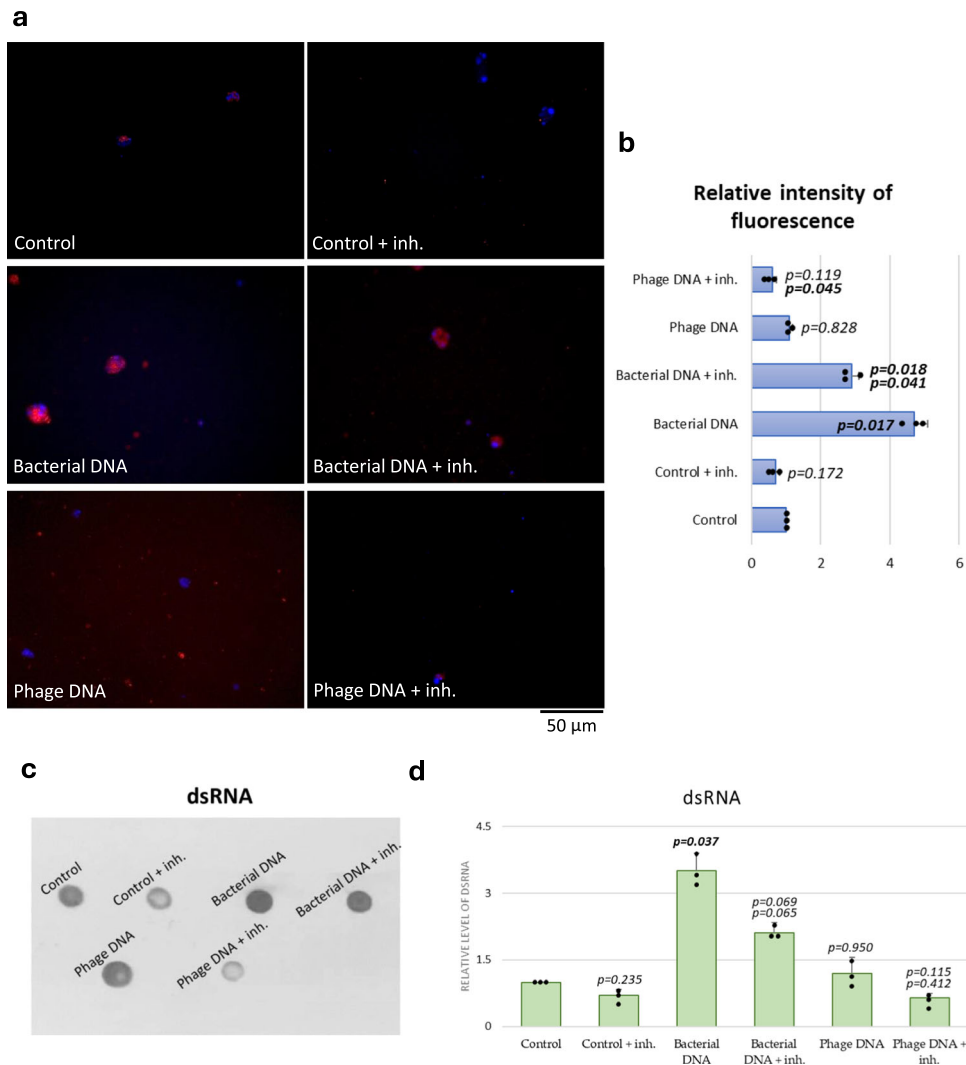 a
Control
Control + inh.
Bacterial DNA
Bacterial DNA + inh.
Phage DNA
Phage DNA + inh.
50 µm
b
Relative intensity of
fluorescence
Phage DNA + inh.
p=0.119
p=0.045
Phage DNA
p=0.828
Bacterial DNA + inh.
p=0.018
p=0.041
Bacterial DNA
p=0.017
Control + inh.
p=0.172
Control
0 2 4 6
c
dsRNA
Control
Control + inh.
Bacterial DNA
Bacterial DNA + inh.
Phage DNA
Phage DNA + inh.
d
dsRNA
RELATIVE LEVEL OF DSRNA
4.5
3
1.5
0
p=0.235
p=0.037
p=0.069
p=0.065
p=0.950
p=0.115
p=0.412
Control
Control + inh.
Bacterial
DNA
Bacterial
DNA + inh.
Phage DNA
Phage DNA +
inh.